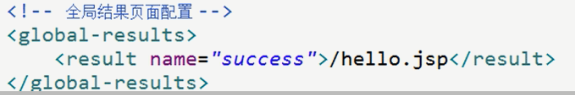 <!-- 全局结果页面配置 -->
<global-results>
<result name="success">/hello.jsp</result>
</global-results>